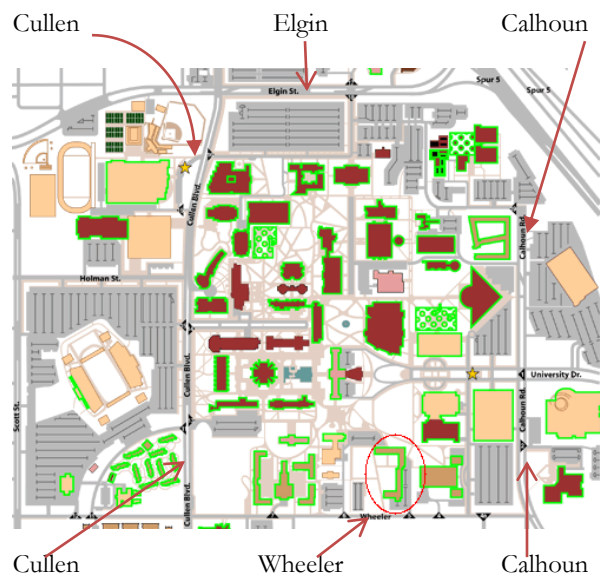 Cullen Elgin Calhoun
Spur 5
Elgin St.
Spur 5
Cullen Blvd.
Calhoun Rd.
Holman St.
Cullen Blvd.
University Dr.
Scott St.
Calhoun Rd.
Cullen Blvd.
Wheeler
Cullen Wheeler Calhoun